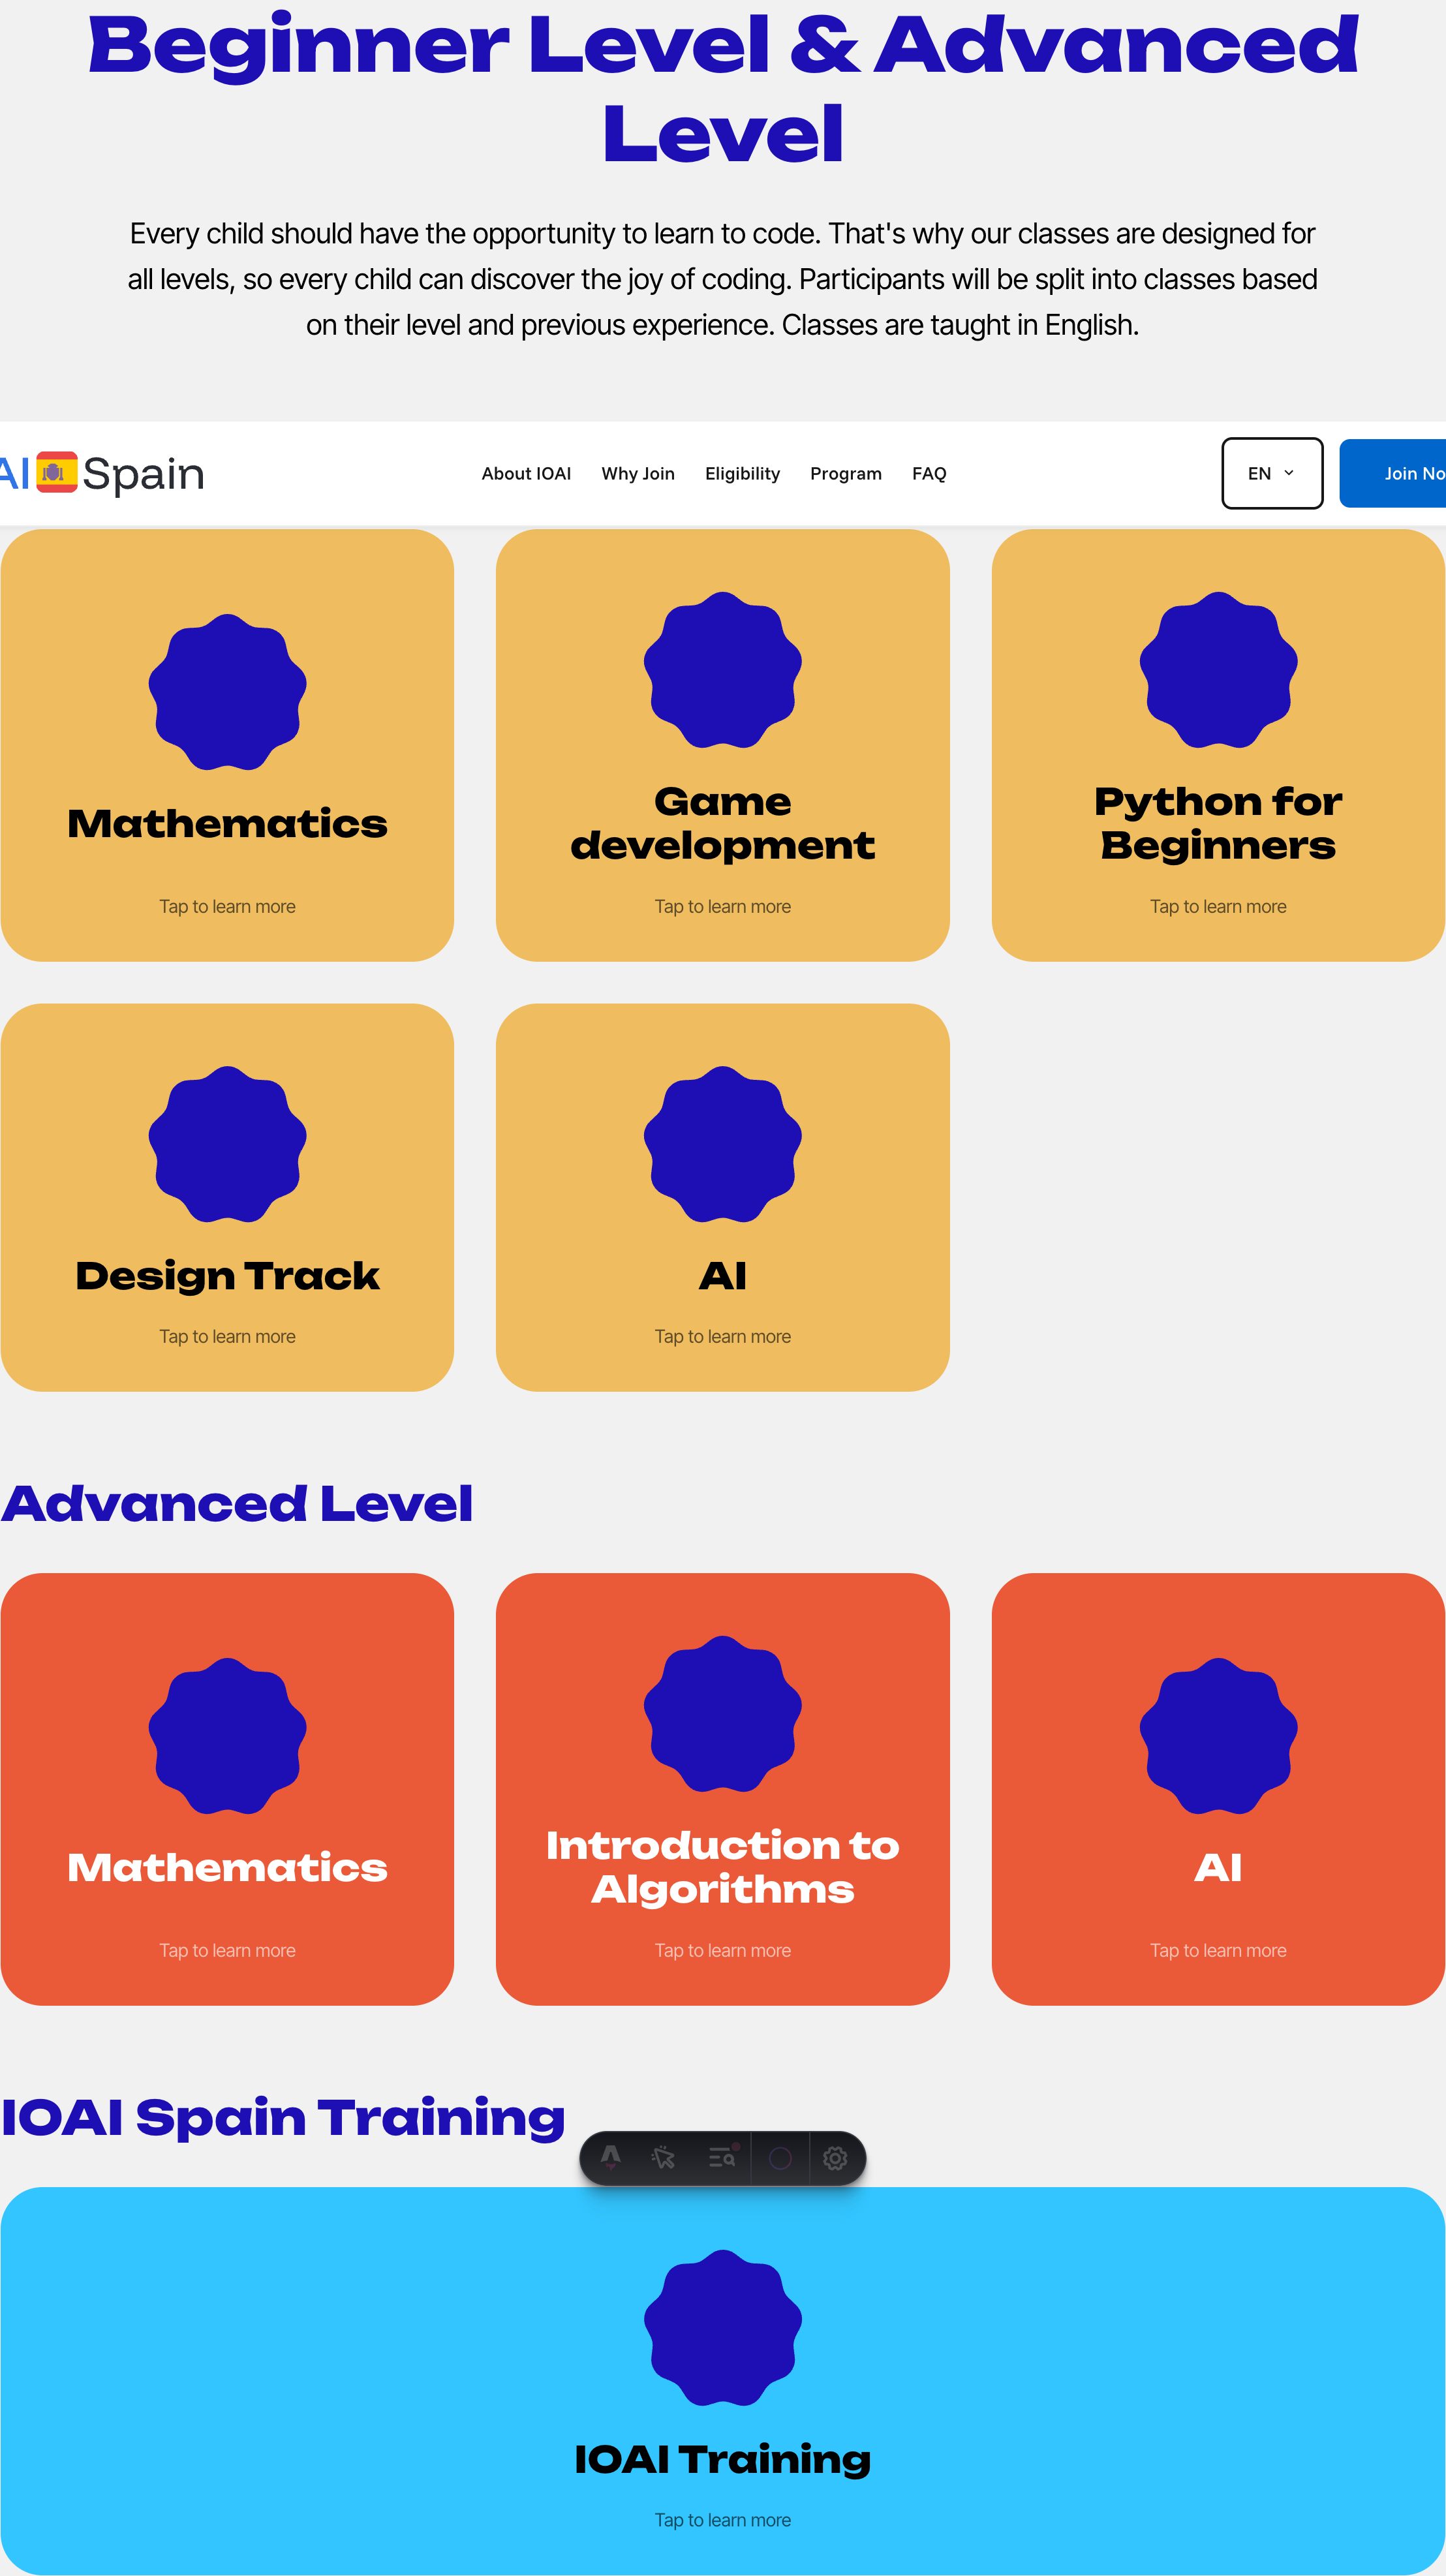 Beginner Level & Advanced
Level
Every child should have the opportunity to learn to code. That's why our classes are designed for
all levels, so every child can discover the joy of coding. Participants will be split into classes based
on their level and previous experience. Classes are taught in English.
AI Spain
About IOAI
Why Join
Eligibility
Program
FAQ
EN
Join No
Mathematics
Tap to learn more
Game
development
Tap to learn more
Python for
Beginners
Tap to learn more
Design Track
Tap to learn more
AI
Tap to learn more
Advanced Level
Mathematics
Tap to learn more
Introduction to
Algorithms
Tap to learn more
AI
Tap to learn more
IOAI Spain Training
IOAI Training
Tap to learn more